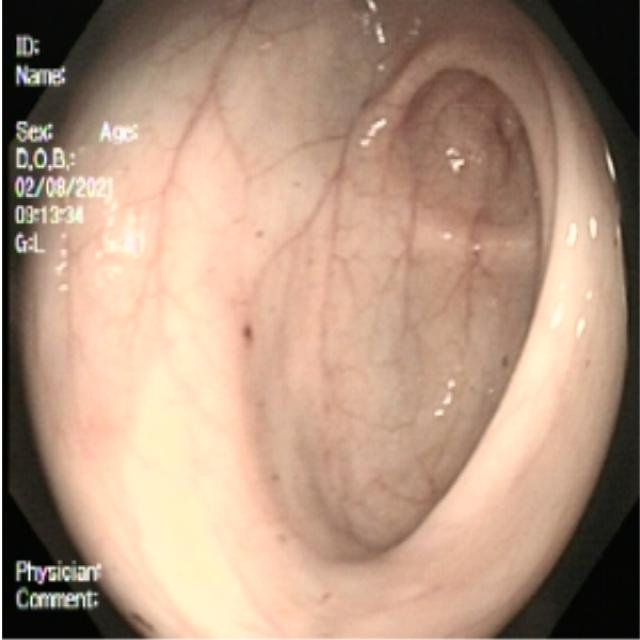 ID:
Name:
Sex: Age:
D.O.B.:
02/08/2021
09:13:34
G:L
Physician:
Comment: